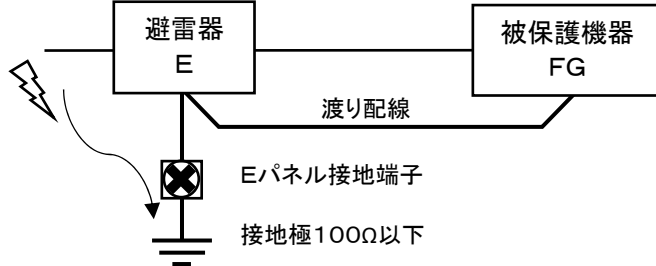 避雷器
E
被保護機器
FG
渡り配線
Eパネル接地端子
接地極100Ω以下